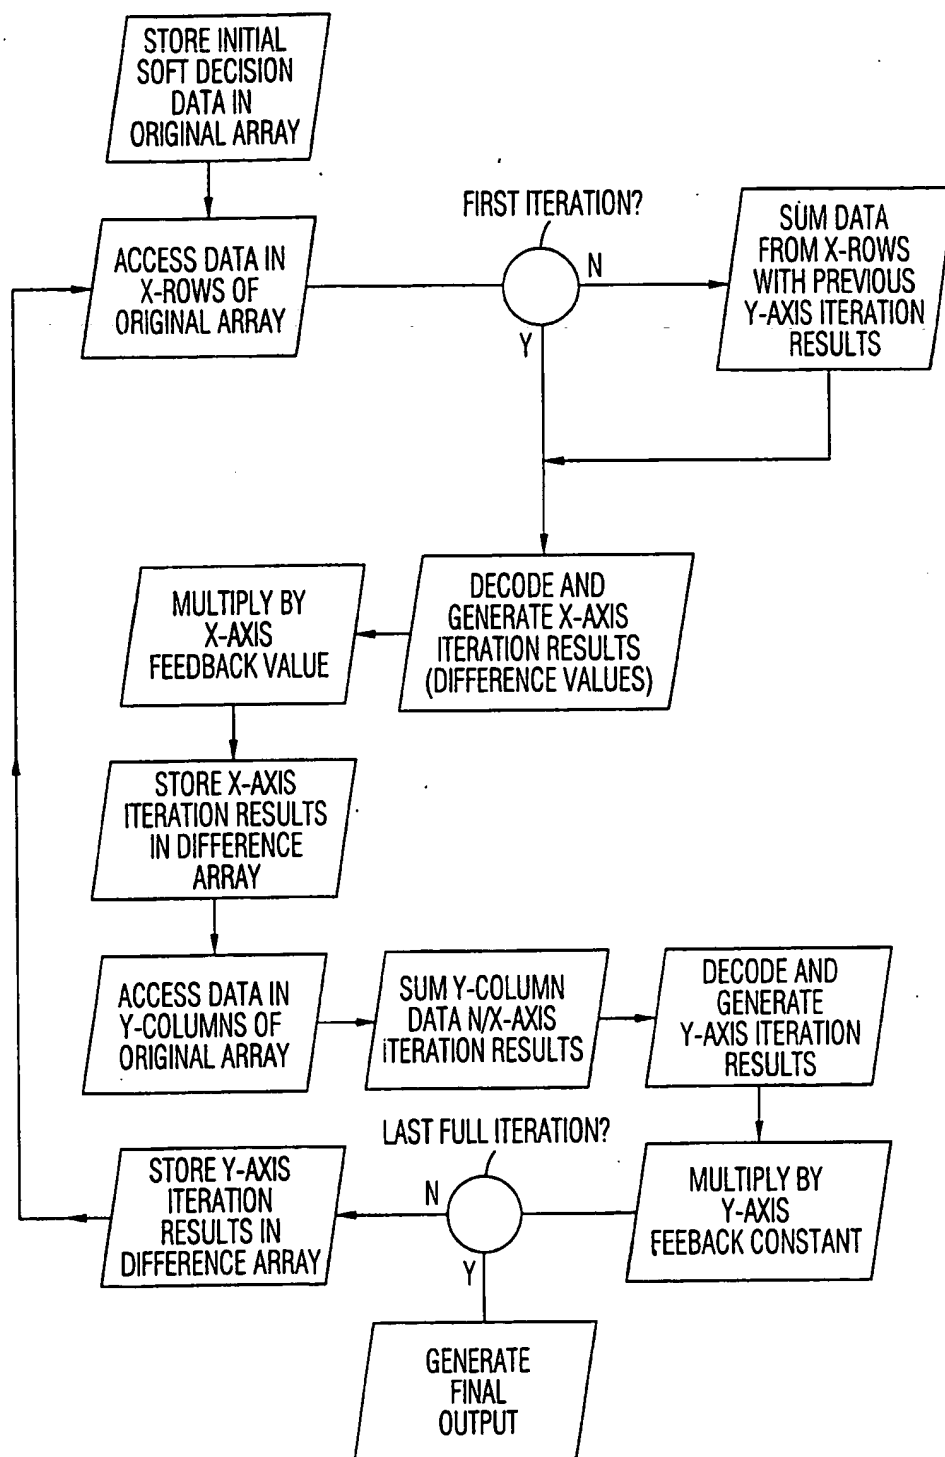 STORE INITIAL
SOFT DECISION
DATA IN
ORIGINAL ARRAY
ACCESS DATA IN
X-ROWS OF
ORIGINAL ARRAY
FIRST ITERATION?
N
Y
SUM DATA
FROM X-ROWS
WITH PREVIOUS
Y-AXIS ITERATION
RESULTS
DECODE AND
GENERATE X-AXIS
ITERATION RESULTS
(DIFFERENCE VALUES)
MULTIPLY BY
X-AXIS
FEEDBACK VALUE
STORE X-AXIS
ITERATION RESULTS
IN DIFFERENCE
ARRAY
ACCESS DATA IN
Y-COLUMNS OF
ORIGINAL ARRAY
SUM Y-COLUMN
DATA N/X-AXIS
ITERATION RESULTS
DECODE AND
GENERATE
Y-AXIS ITERATION
RESULTS
MULTIPLY BY
Y-AXIS
FEEBACK CONSTANT
LAST FULL ITERATION?
N
Y
STORE Y-AXIS
ITERATION
RESULTS IN
DIFFERENCE ARRAY
GENERATE
FINAL
OUTPUT